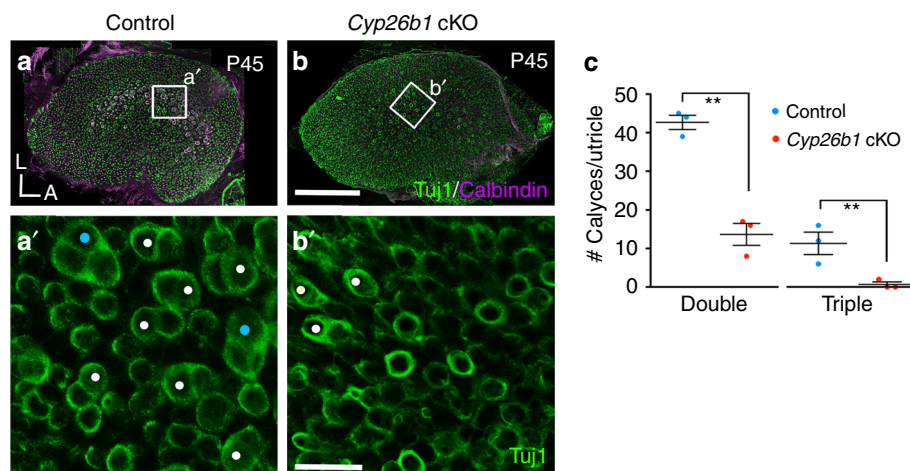 Control
Cyp26b1 cKO
a
a′
P45
L
A
b
b′
P45
Tuj1/Calbindin
a′
b′
Tuj1
c
50
40
30
20
10
0
# Calyces/utricle
**
**
Control
Cyp26b1 cKO
Double
Triple